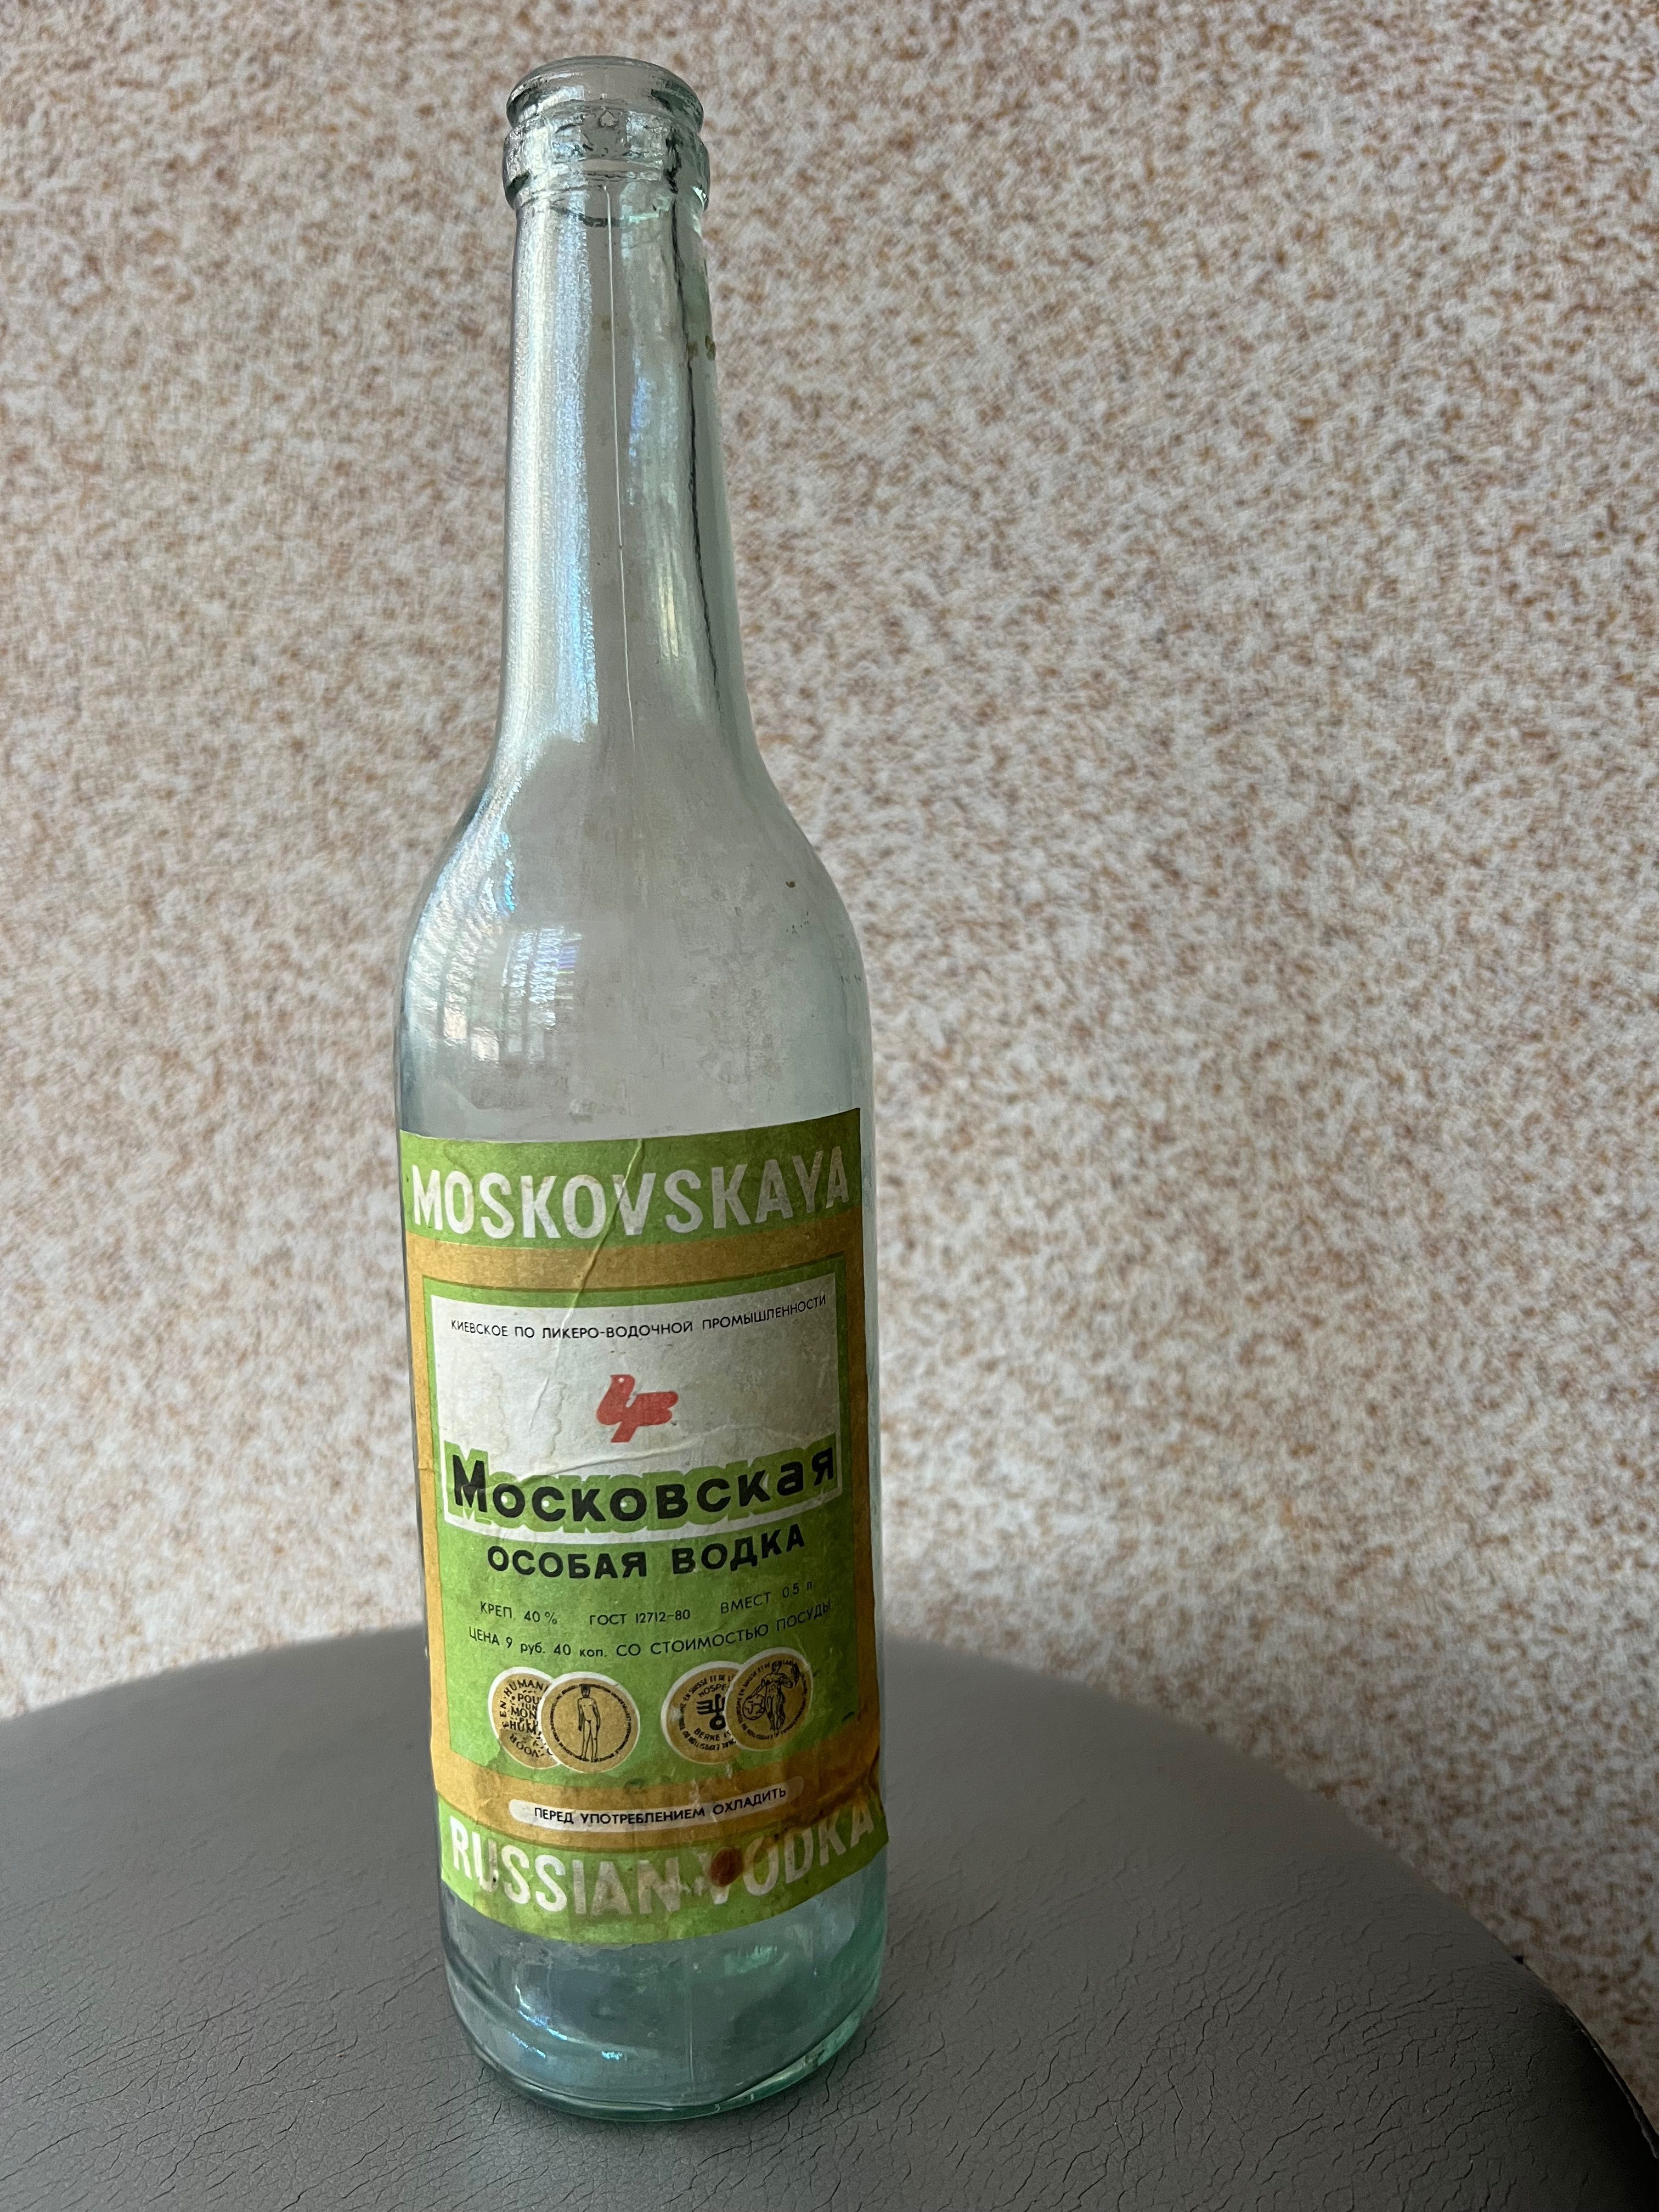 MOSKOVSKAYA
КИЕВСКОЕ ПО ЛИКЕРО-ВОДОЧНОЙ ПРОМЫШЛЕННОСТИ
Московская
ОСОБАЯ ВОДКА
КРЕП. 40% ГОСТ 12712-80 ВМЕСТ 0.5 л
ЦЕНА 9 руб. 40 коп. СО СТОИМОСТЬЮ ПОСУДЫ
ПЕРЕД УПОТРЕБЛЕНИЕМ ОХЛАДИТЬ
RUSSIAN VODKA